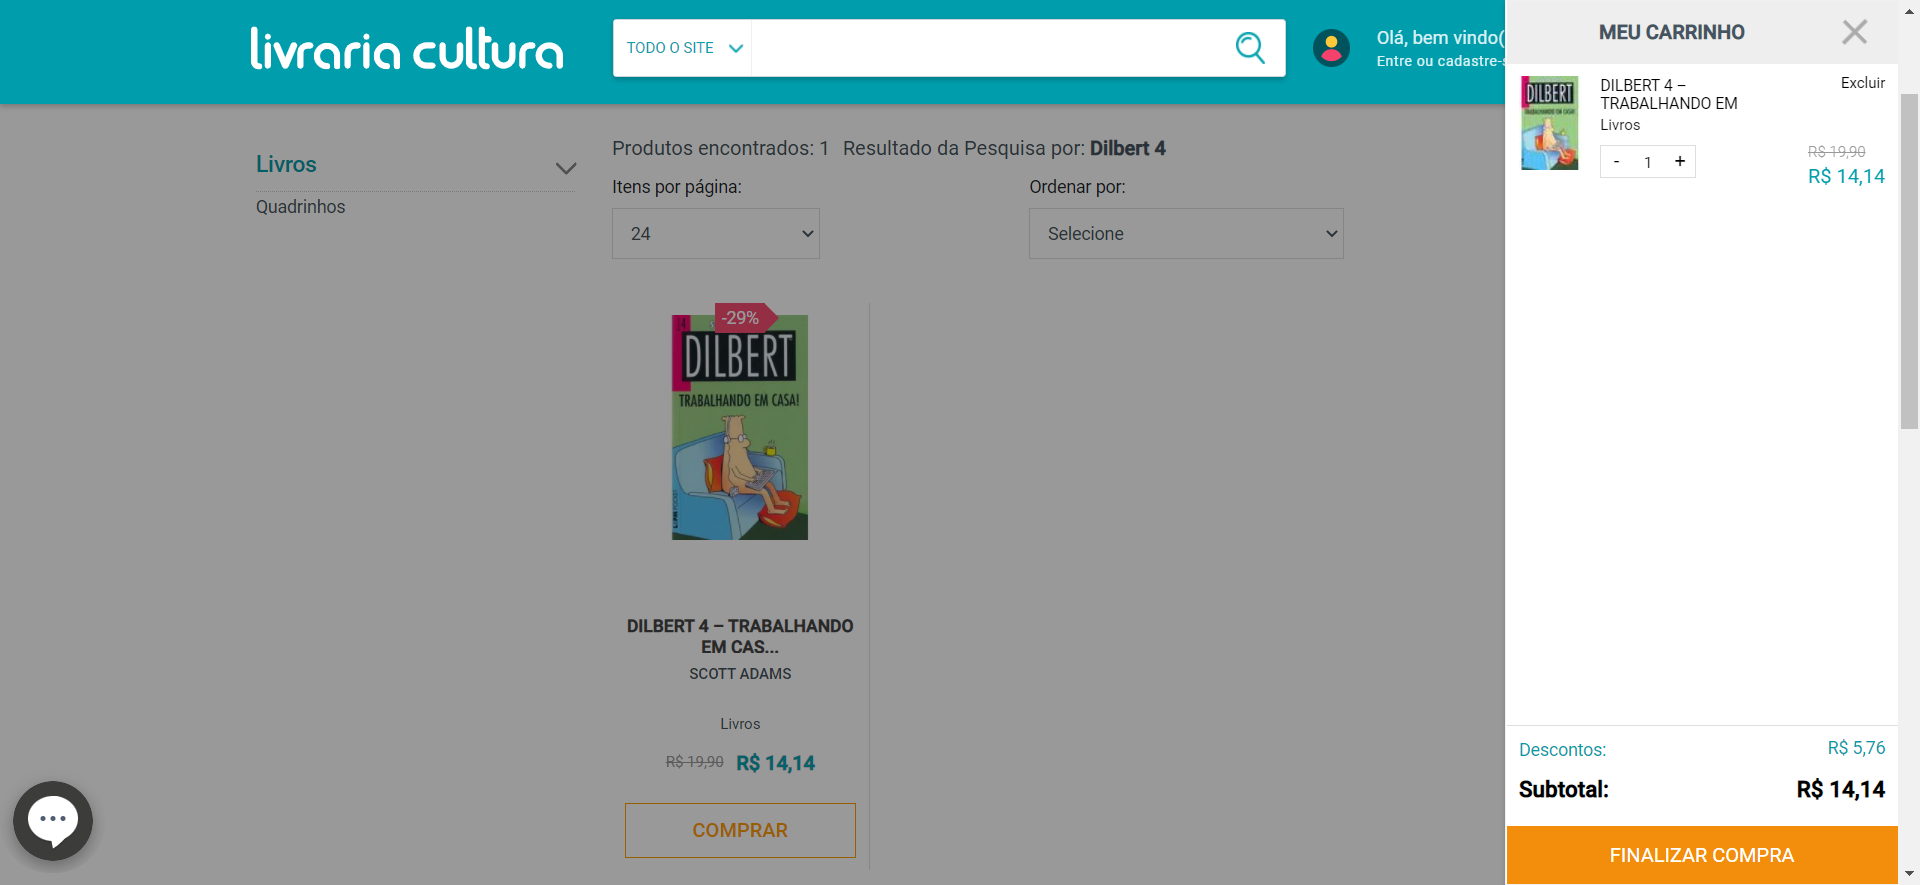 livraria cultura
TODO O SITE
Olá, bem vindo(
Entre ou cadastre-s
MEU CARRINHO
DILBERT
TRABALHANDO EM CASA!
DILBERT 4 –
TRABALHANDO EM
Livros
Excluir
- 1 +
R$ 19,90
R$ 14,14
Livros
Quadrinhos
Produtos encontrados: 1 Resultado da Pesquisa por: Dilbert 4
Itens por página:
24
Ordenar por:
Selecione
-29%
DILBERT
TRABALHANDO EM CASA!
DILBERT 4 – TRABALHANDO
EM CAS...
SCOTT ADAMS
Livros
R$ 19,90 R$ 14,14
COMPRAR
Descontos: R$ 5,76
Subtotal: R$ 14,14
FINALIZAR COMPRA